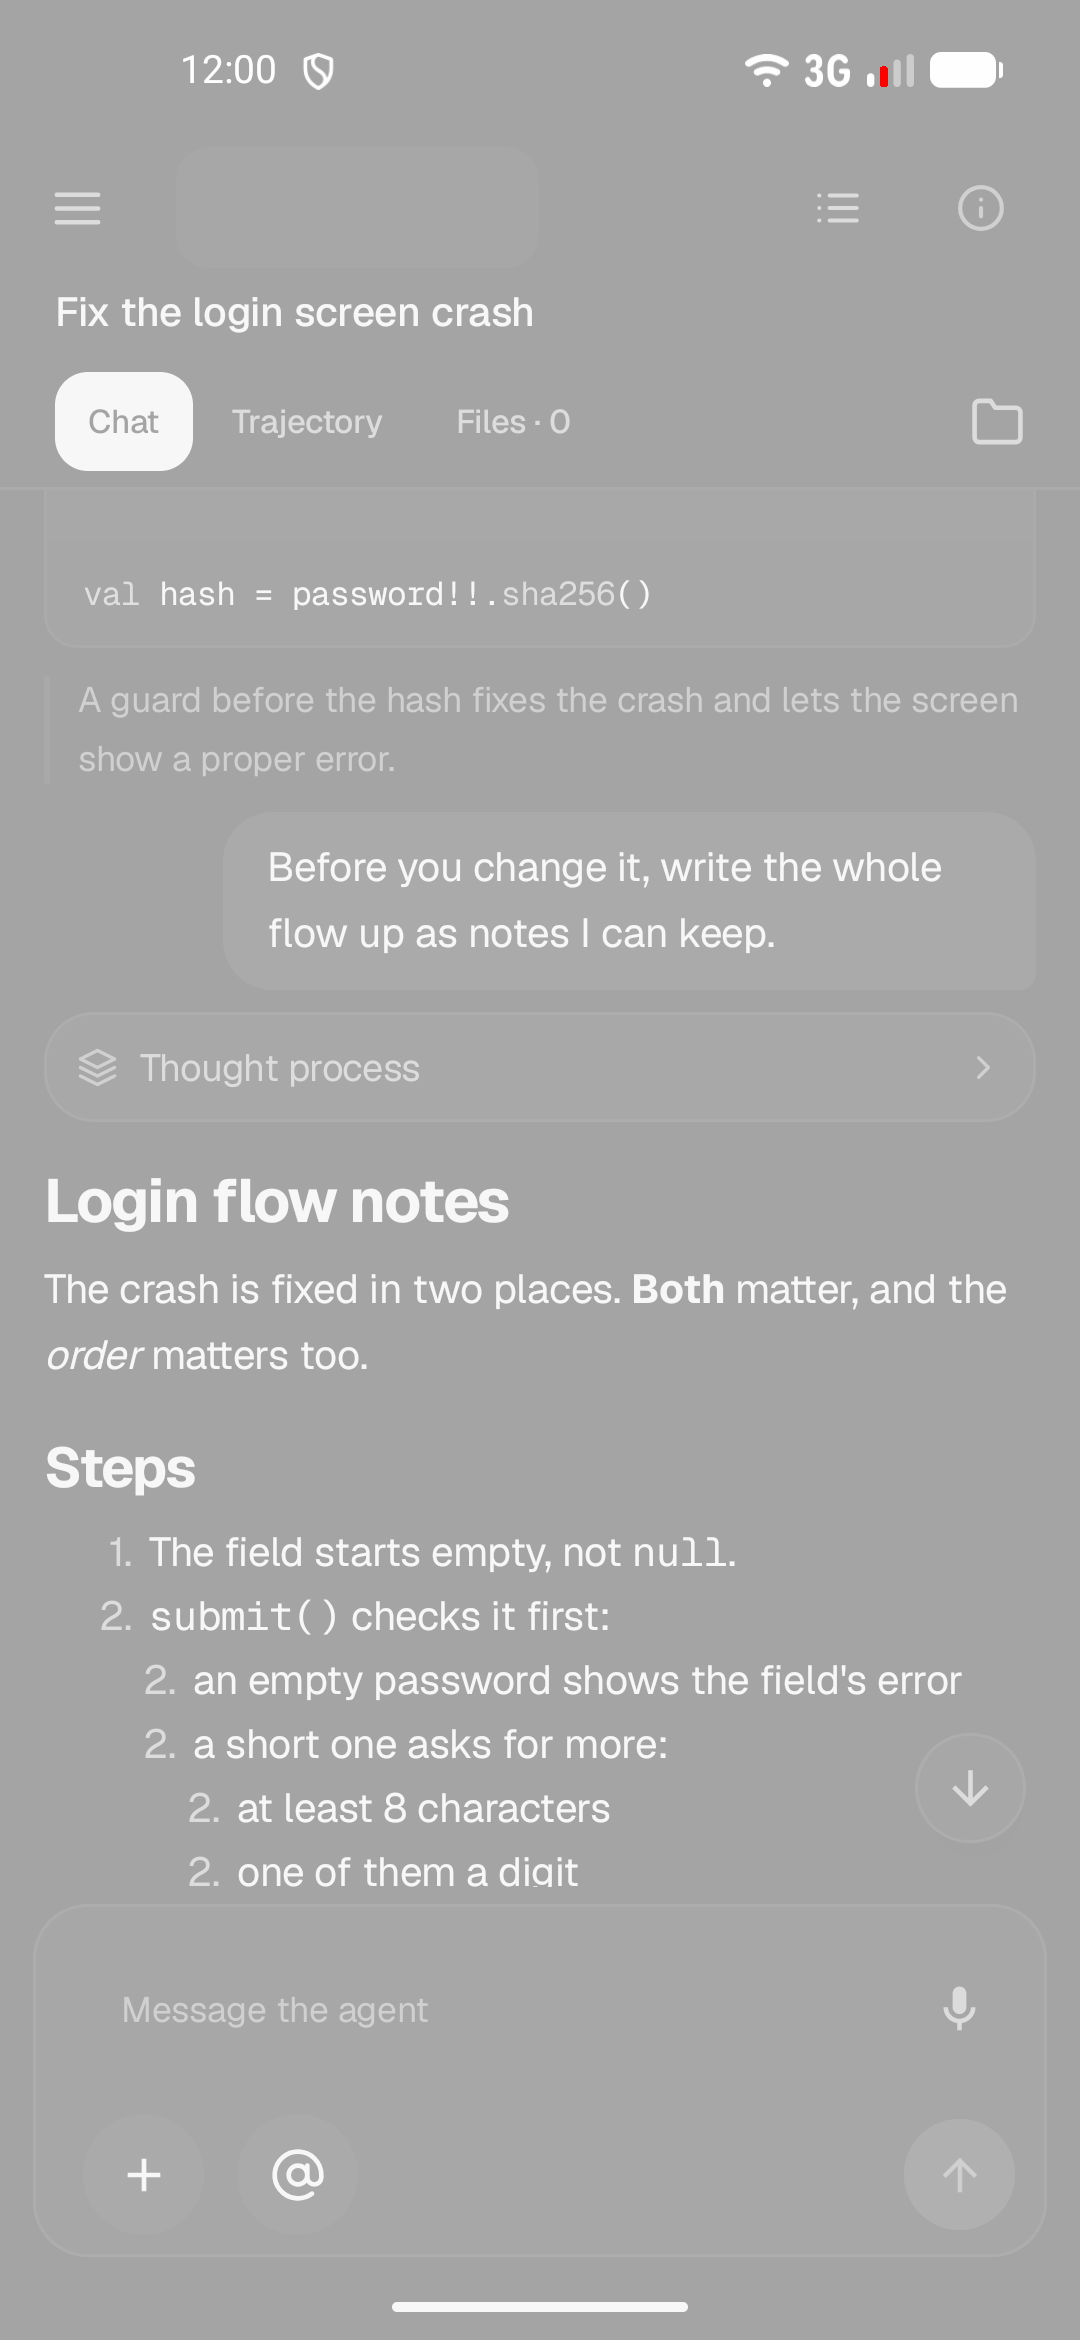 12:00
3G
Fix the login screen crash
Chat
Trajectory
Files · 0
val hash = password!!.sha256()
A guard before the hash fixes the crash and lets the screen
show a proper error.
Before you change it, write the whole
flow up as notes I can keep.
Thought process
Login flow notes
The crash is fixed in two places. Both matter, and the
order matters too.
Steps
1. The field starts empty, not null.
2. submit() checks it first:
2. an empty password shows the field's error
2. a short one asks for more:
2. at least 8 characters
2. one of them a digit
Message the agent